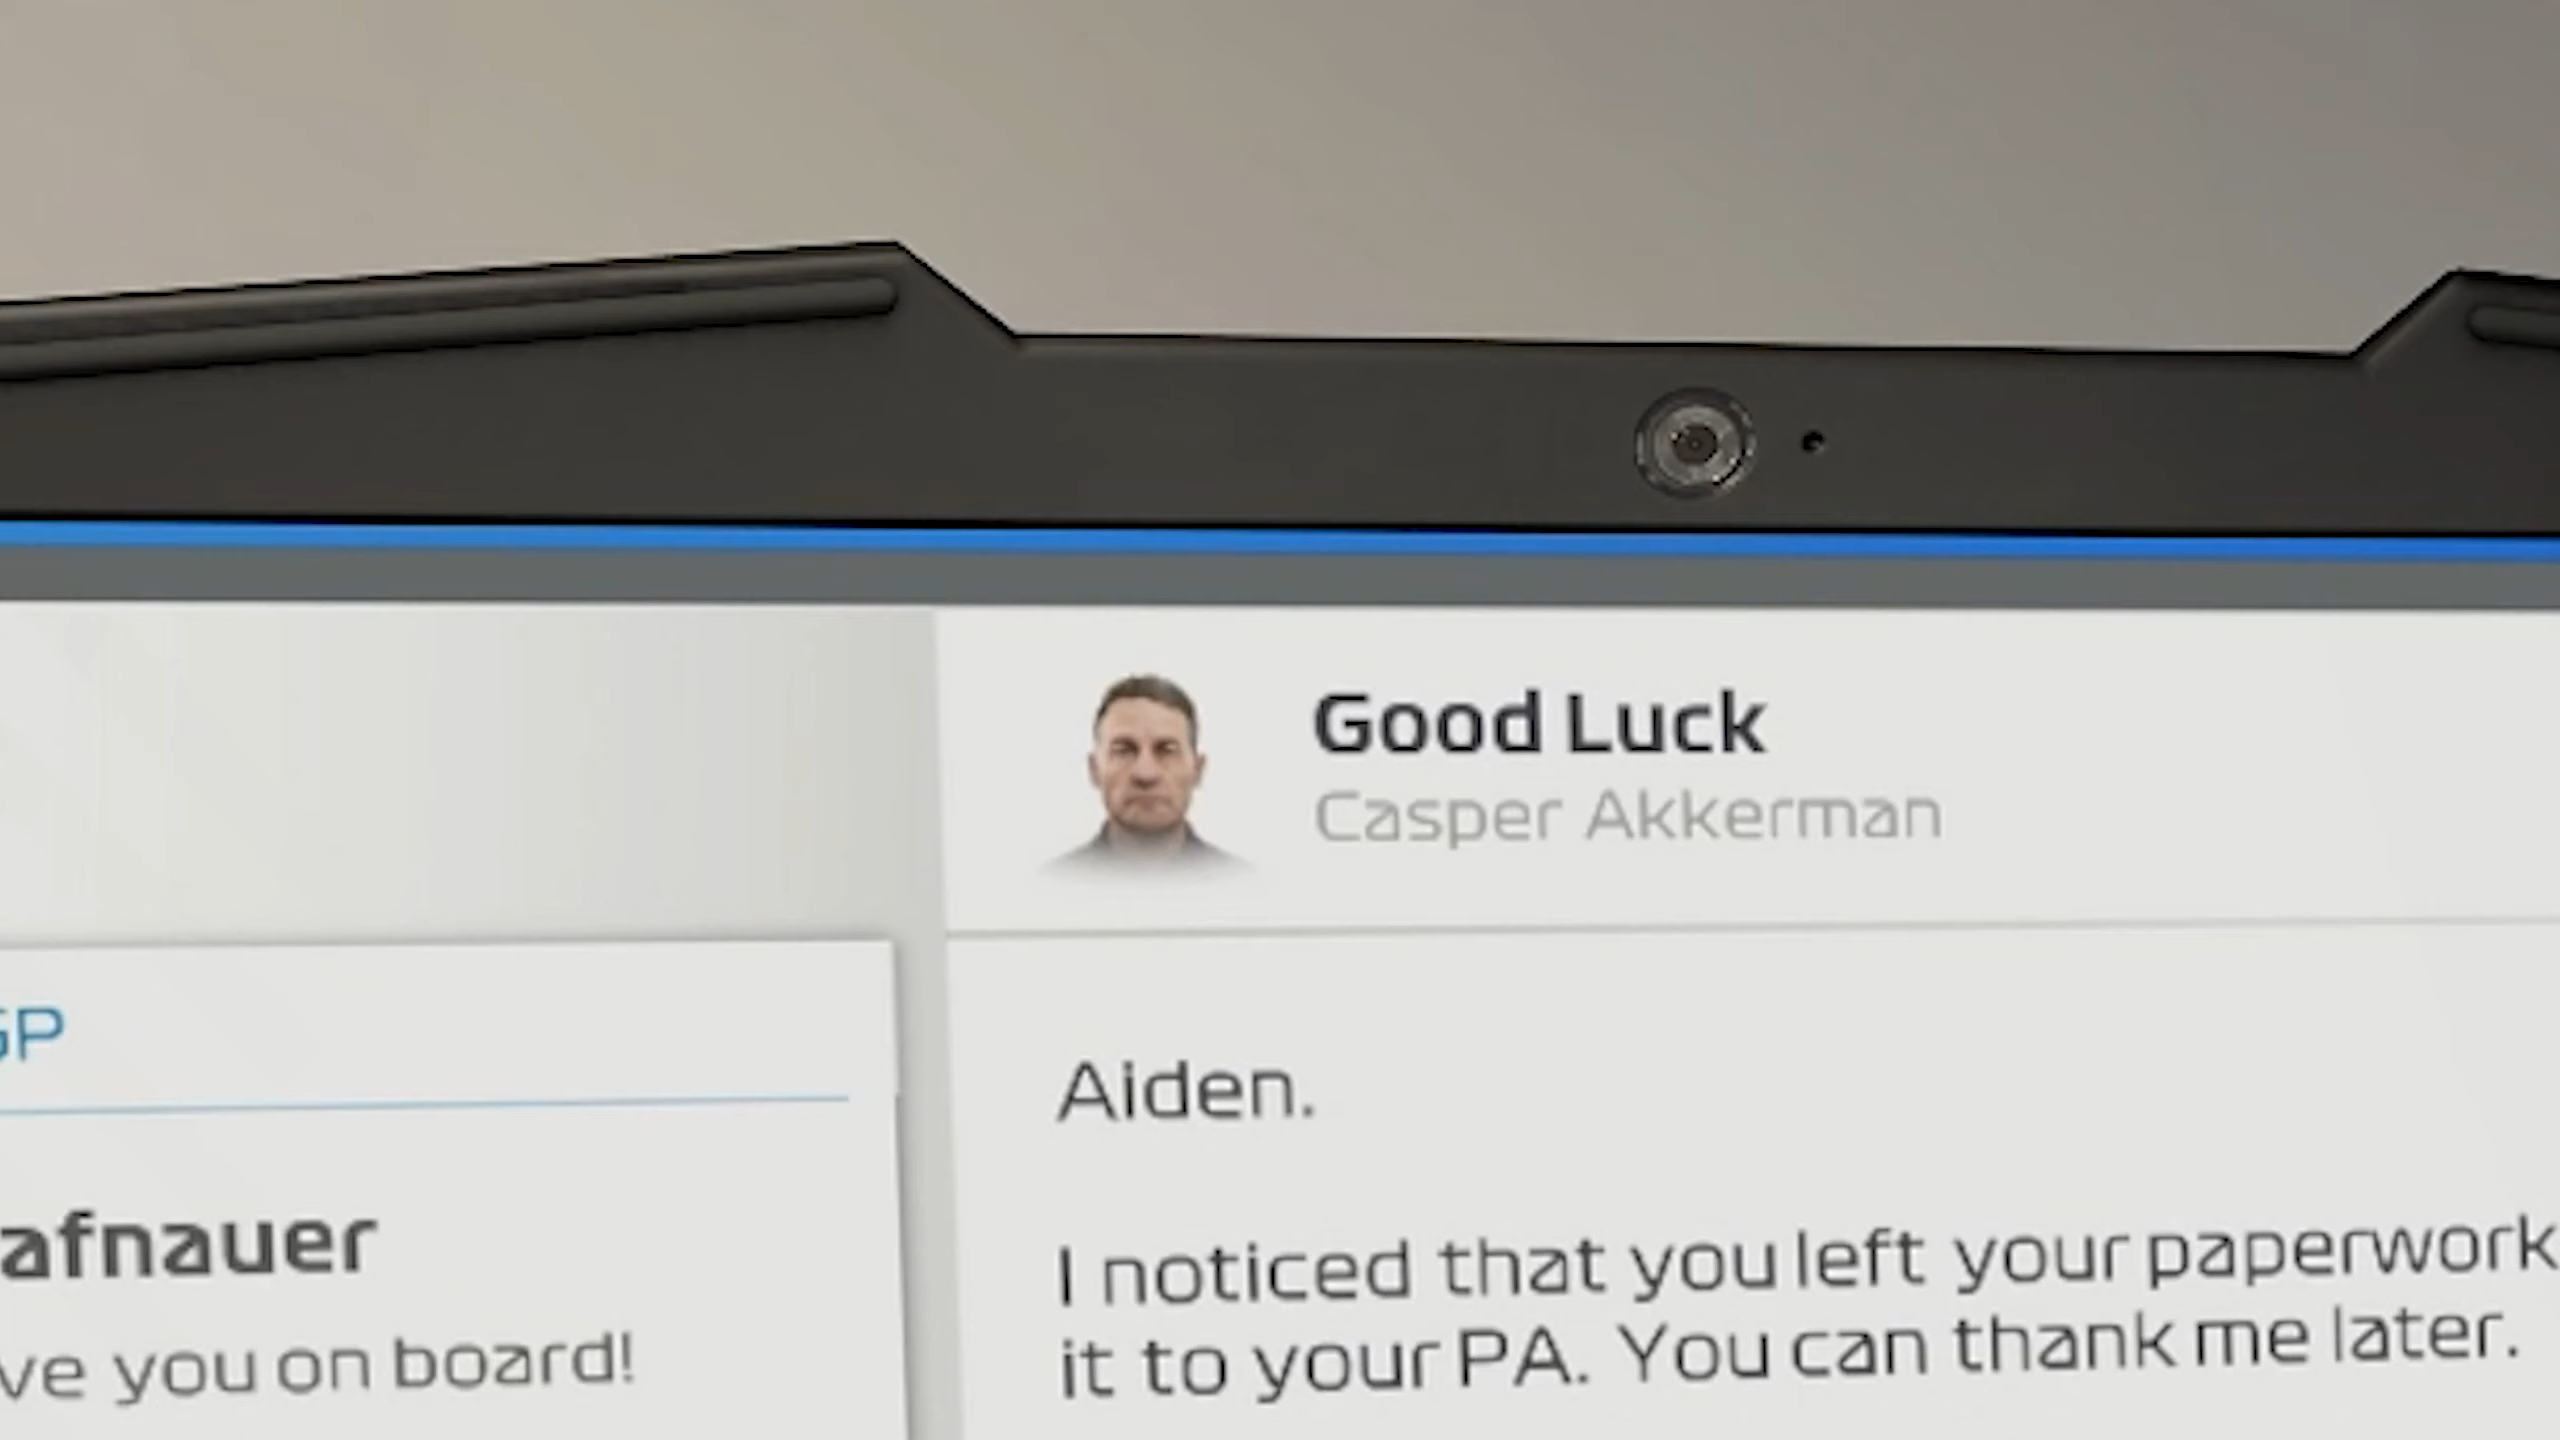 Good Luck
Casper Akkerman
GP
afnauer
ve you on board!
Aiden.
I noticed that you left your paperwork
it to your PA. You can thank me later.